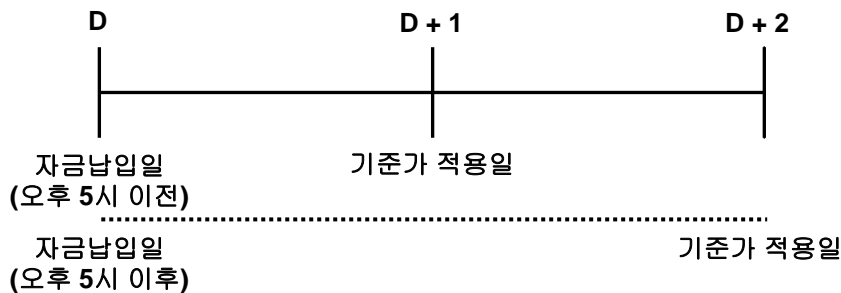 D D + 1 D + 2
자금납입일 기준가 적용일
(오후 5시 이전)
자금납입일 기준가 적용일
(오후 5시 이후)